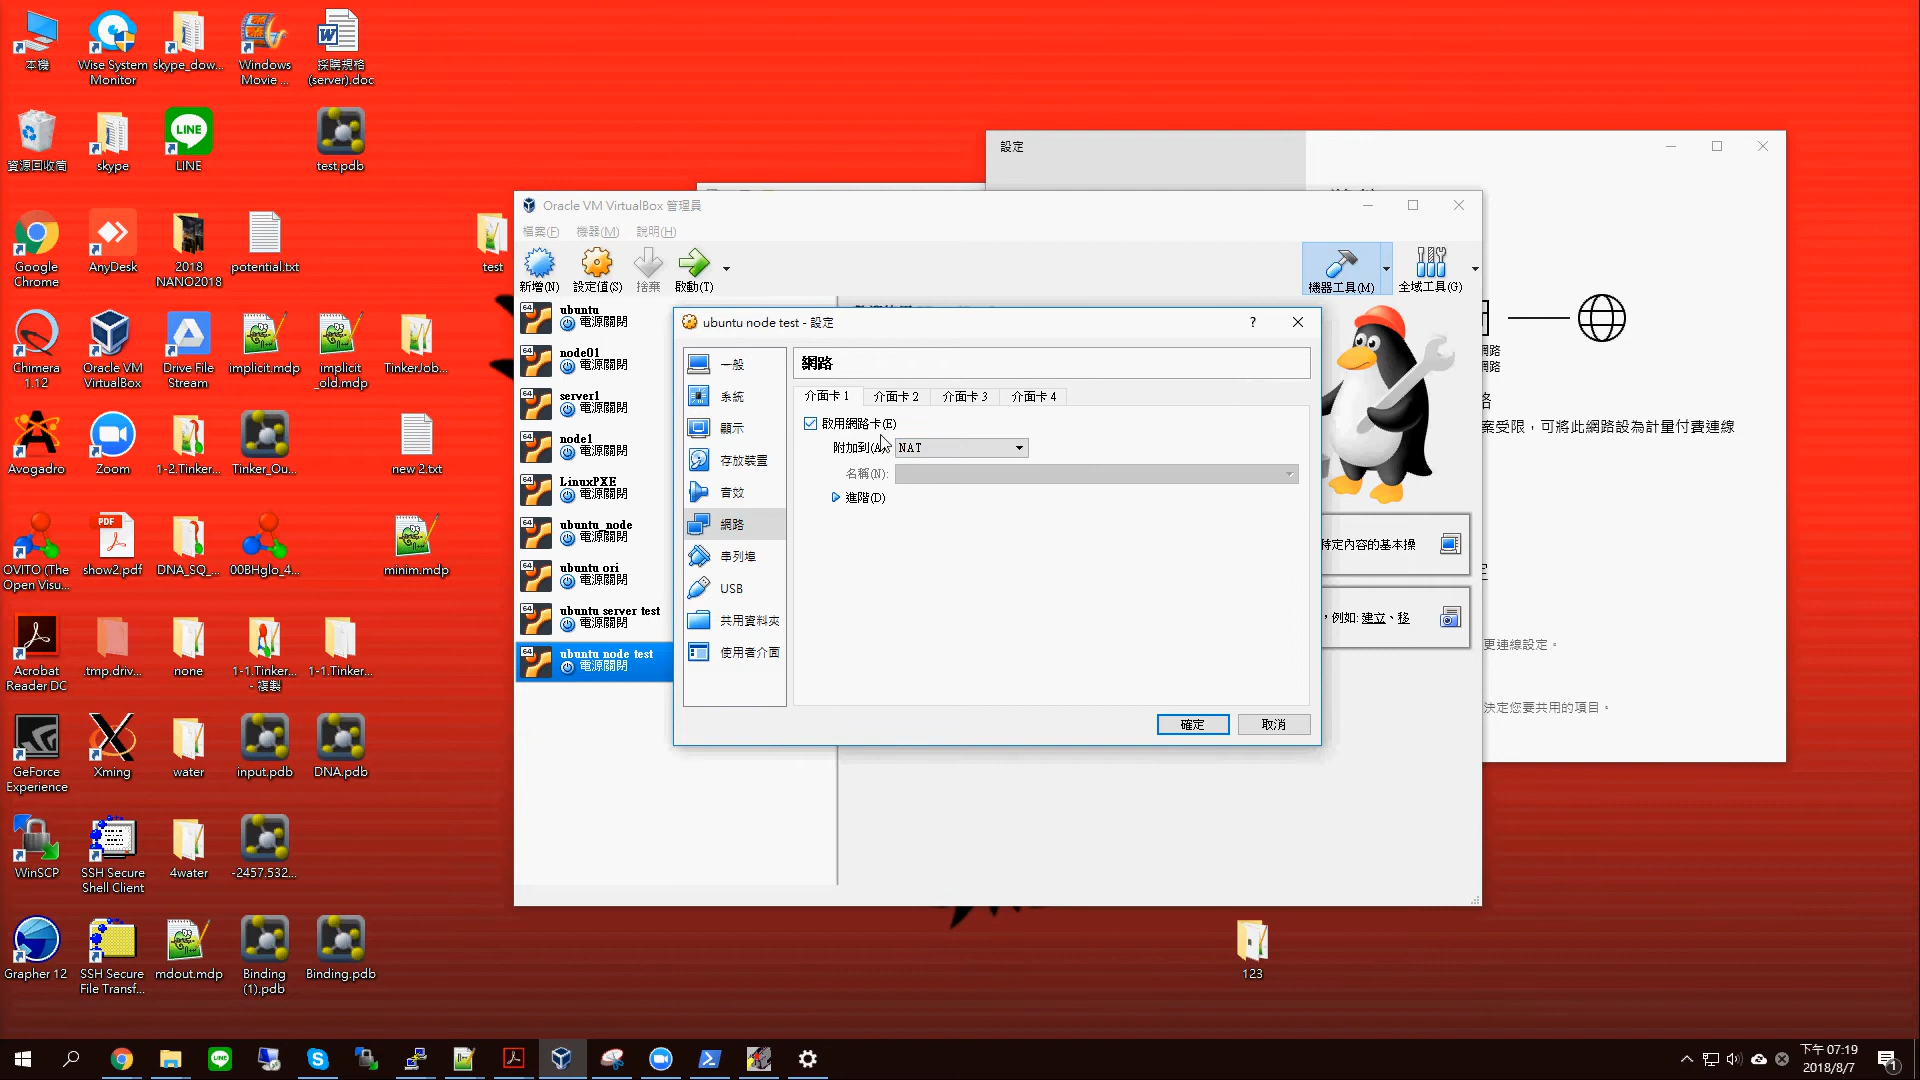 本機
Wise System
Monitor
skype_dow...
Windows
Movie ...
採購規格
(server).doc
資源回收筒
skype
LINE
LINE
test.pdb
Google
Chrome
AnyDesk
2018
NANO2018
potential.txt
test
Chimera
1.12
Oracle VM
VirtualBox
Drive File
Stream
implicit.mdp
implicit
_old.mdp
TinkerJob...
Avogadro
Zoom
1-2.Tinker...
Tinker_Ou...
new 2.txt
OVITO (The
Open Visu...
PDF
show2.pdf
DNA_SQ_...
00BHglo_4...
minim.mdp
Acrobat
Reader DC
.tmp.driv...
none
1-1.Tinker...
- 複製
1-1.Tinker...
GeForce
Experience
Xming
water
input.pdb
DNA.pdb
WinSCP
SSH Secure
Shell Client
4water
-2457.532...
Grapher 12
SSH Secure
File Transf...
mdout.mdp
Binding
(1).pdb
Binding.pdb
123
設定
案受限，可將此網路設為計量付費連線
更連線設定。
決定您要共用的項目。
Oracle VM VirtualBox 管理員
檔案(F)
機器(M)
說明(H)
新增(N)
設定值(S)
捨棄
啟動(T)
機器工具(M)
全域工具(G)
64
ubuntu
電源關閉
64
node01
電源關閉
64
server1
電源關閉
64
node1
電源關閉
64
LinuxPXE
電源關閉
64
ubuntu_node
電源關閉
64
ubuntu ori
電源關閉
64
ubuntu server test
電源關閉
64
ubuntu node test
電源關閉
特定內容的基本操
，例如: 建立、移
ubuntu node test - 設定
?
一般
系統
顯示
存放裝置
音效
網路
串列埠
USB
共用資料夾
使用者介面
網路
介面卡 1
介面卡 2
介面卡 3
介面卡 4
啟用網路卡(E)
附加到(A
NAT
名稱(N):
進階(D)
確定
取消
下午 07:19
2018/8/7
1